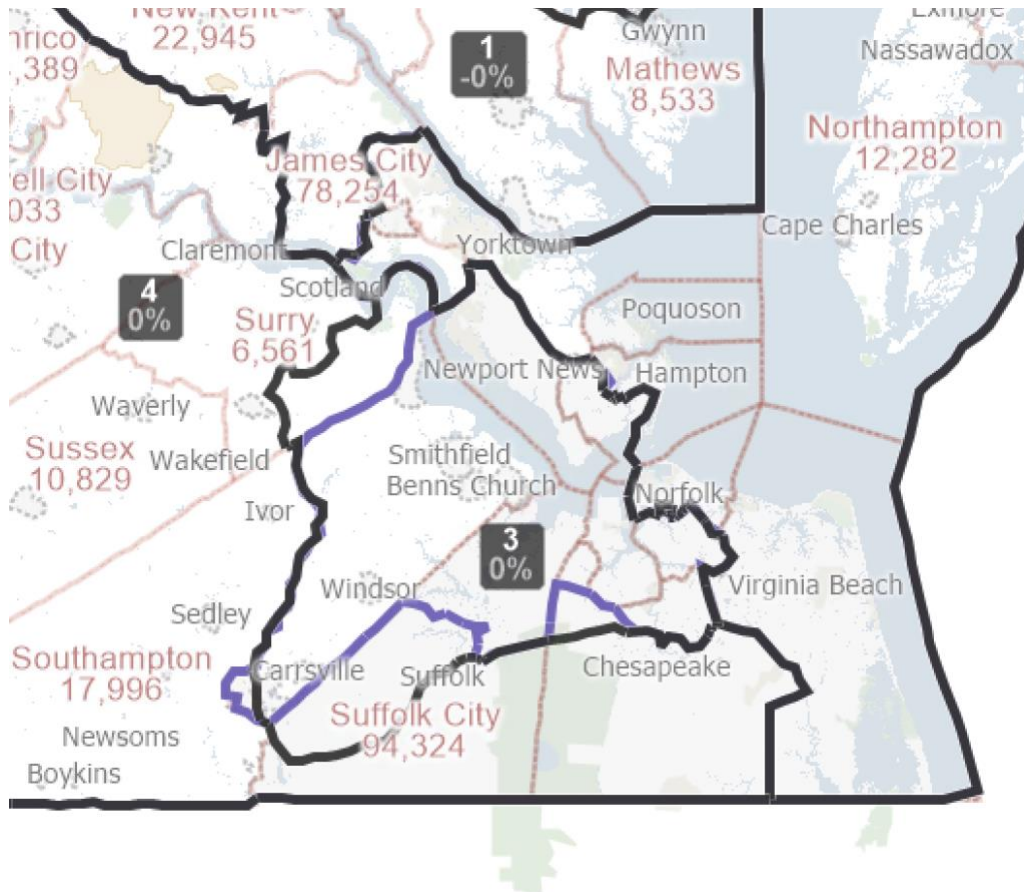 New Kent
22,945
nrico
,389
1
-0%
Gwynn
Exmore
Nassawadox
Mathews
8,533
Northampton
12,282
James City
78,254
ell City
033
City
Claremont
Yorktown
Cape Charles
Scotland
4
0%
Surry
6,561
Poquoson
Newport News
Hampton
Waverly
Sussex
10,829
Wakefield
Smithfield
Benns Church
Ivor
Norfolk
3
0%
Windsor
Virginia Beach
Sedley
Southampton
17,996
Carrsville
Suffolk
Chesapeake
Suffolk City
94,324
Newsoms
Boykins